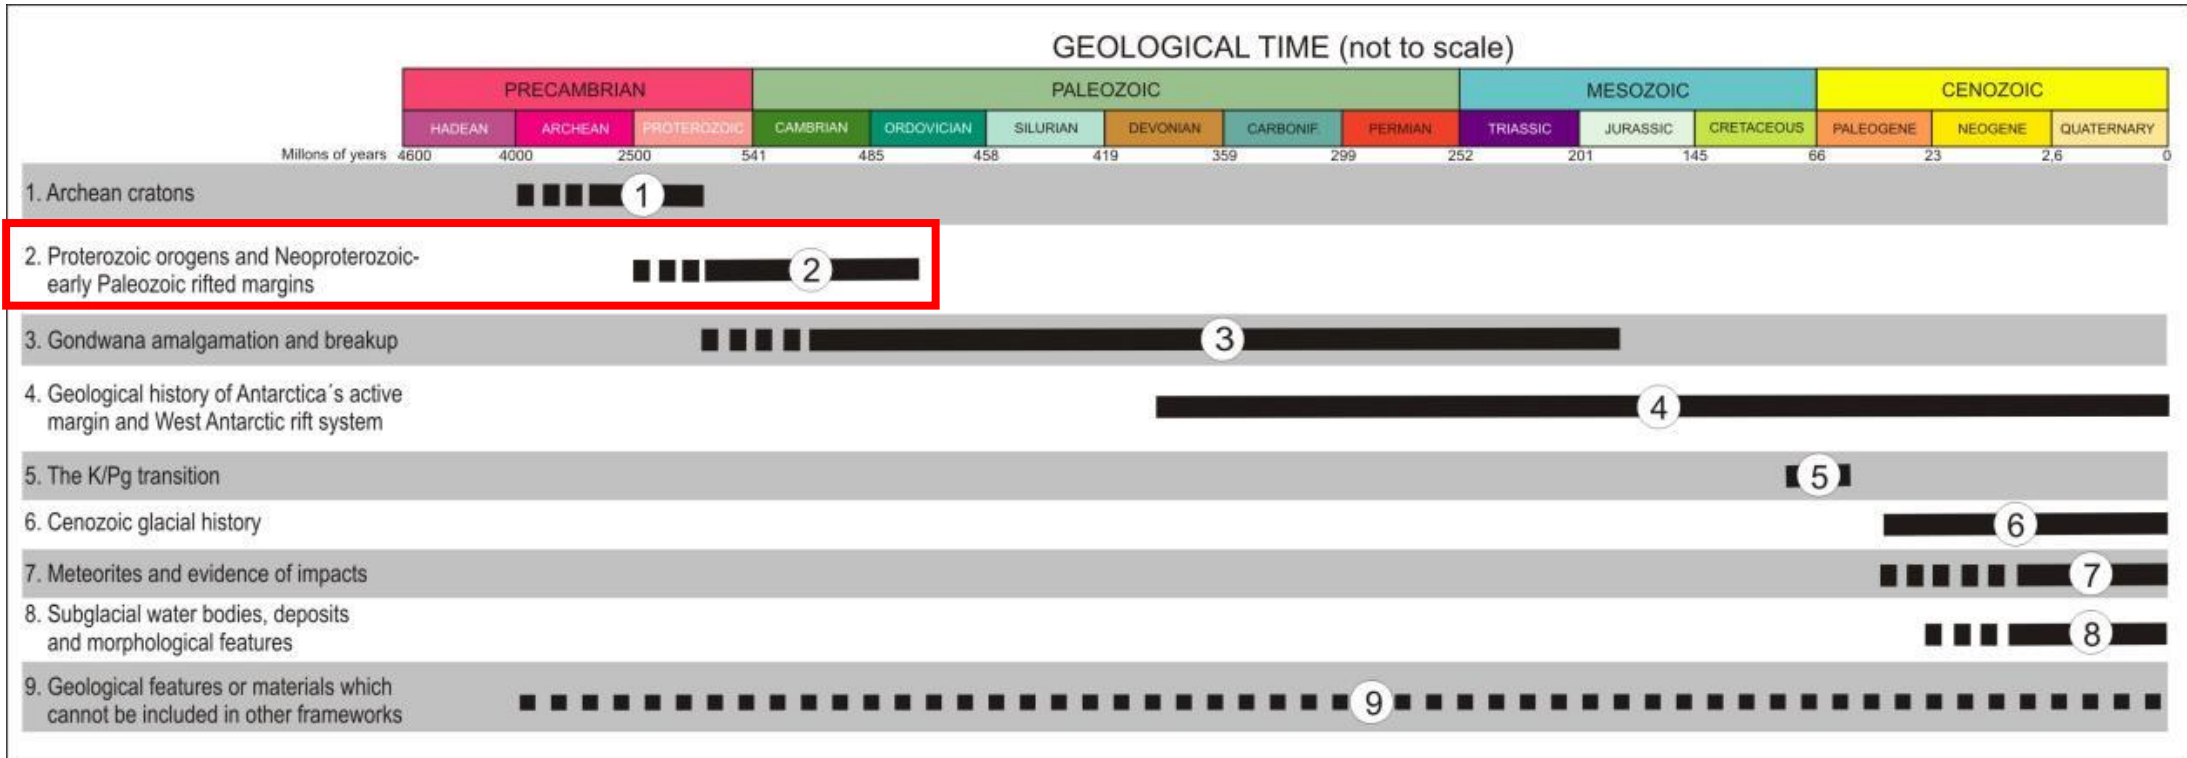 GEOLOGICAL TIME (not to scale)
PRECAMBRIAN PALEOZOIC MESOZOIC CENOZOIC
HADEAN ARCHEAN PROTEROZOIC CAMBRIAN ORDOVICIAN SILURIAN DEVONIAN CARBONIF. PERMIAN TRIASSIC JURASSIC CRETACEOUS PALEOGENE NEOGENE QUATERNARY
Millons of years 4600 4000 2500 541 485 458 419 359 299 252 201 145 66 23 2,6 0
1. Archean cratons 1
2. Proterozoic orogens and Neoproterozoic-
early Paleozoic rifted margins
2
3. Gondwana amalgamation and breakup 3
4. Geological history of Antarctica´s active
margin and West Antarctic rift system
4
5. The K/Pg transition 5
6. Cenozoic glacial history 6
7. Meteorites and evidence of impacts 7
8. Subglacial water bodies, deposits
and morphological features
8
9. Geological features or materials which
cannot be included in other frameworks
9